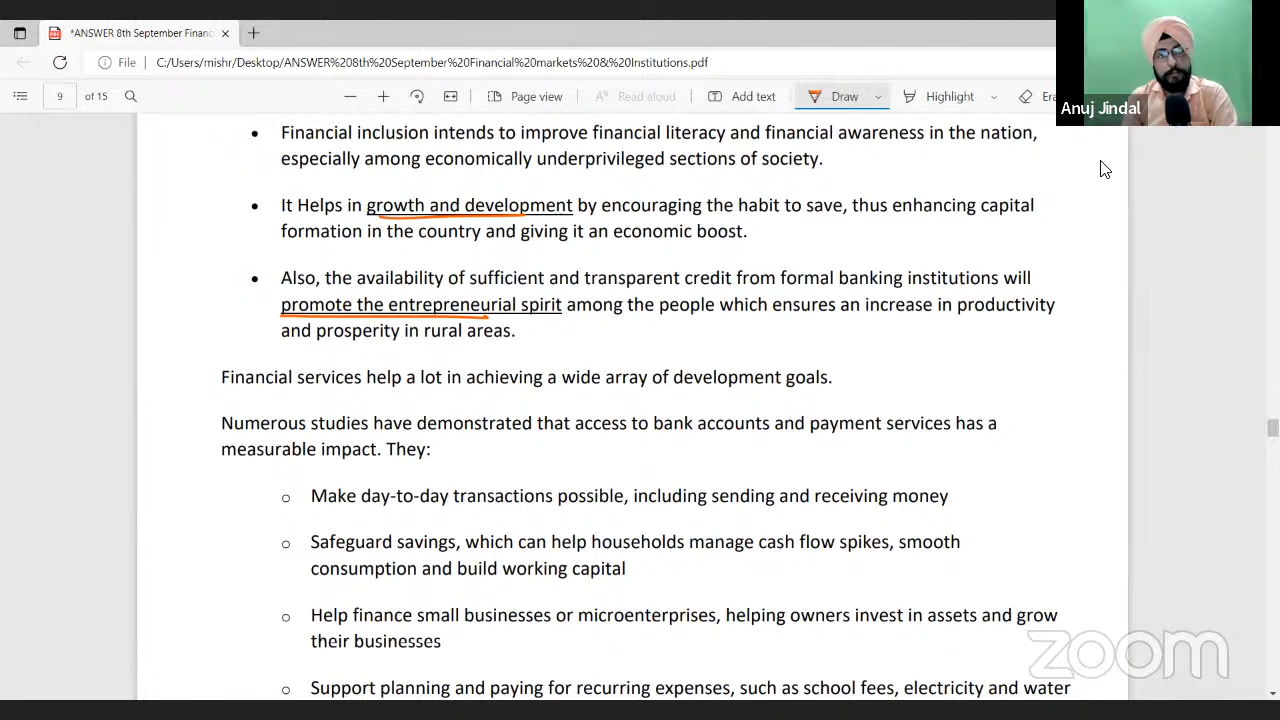 *ANSWER 8th September Financ
File
C:/Users/mishr/Desktop/ANSWER%208th%20September%20Financial%20markets%20&%20Institutions.pdf
9 of 15
Page view
Read aloud
Add text
Draw
Highlight
Era
Anuj Jindal
• Financial inclusion intends to improve financial literacy and financial awareness in the nation,
especially among economically underprivileged sections of society.
• It Helps in growth and development by encouraging the habit to save, thus enhancing capital
formation in the country and giving it an economic boost.
• Also, the availability of sufficient and transparent credit from formal banking institutions will
promote the entrepreneurial spirit among the people which ensures an increase in productivity
and prosperity in rural areas.
Financial services help a lot in achieving a wide array of development goals.
Numerous studies have demonstrated that access to bank accounts and payment services has a
measurable impact. They:
o Make day-to-day transactions possible, including sending and receiving money
o Safeguard savings, which can help households manage cash flow spikes, smooth
consumption and build working capital
o Help finance small businesses or microenterprises, helping owners invest in assets and grow
their businesses
o Support planning and paying for recurring expenses, such as school fees, electricity and water
zoom